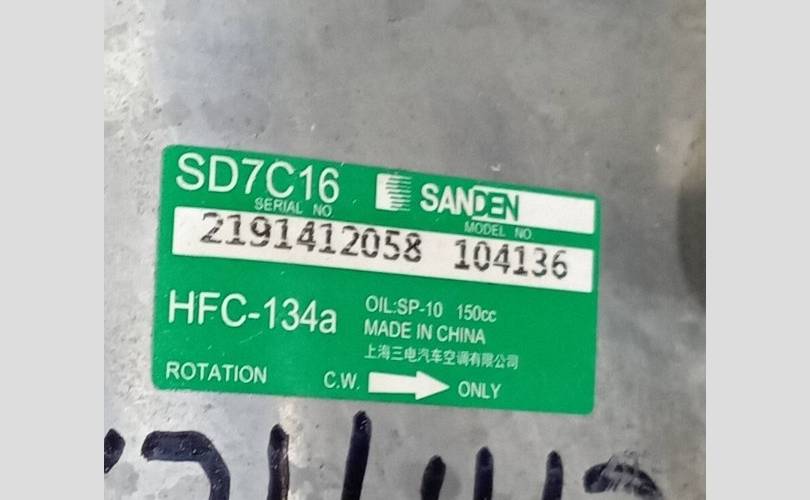 SD7C16 SANDEN
SERIAL NO MODEL NO
2191412058 104136
HFC-134a
OIL:SP-10 150cc
MADE IN CHINA
上海三电汽车空调有限公司
ROTATION C.W. ONLY